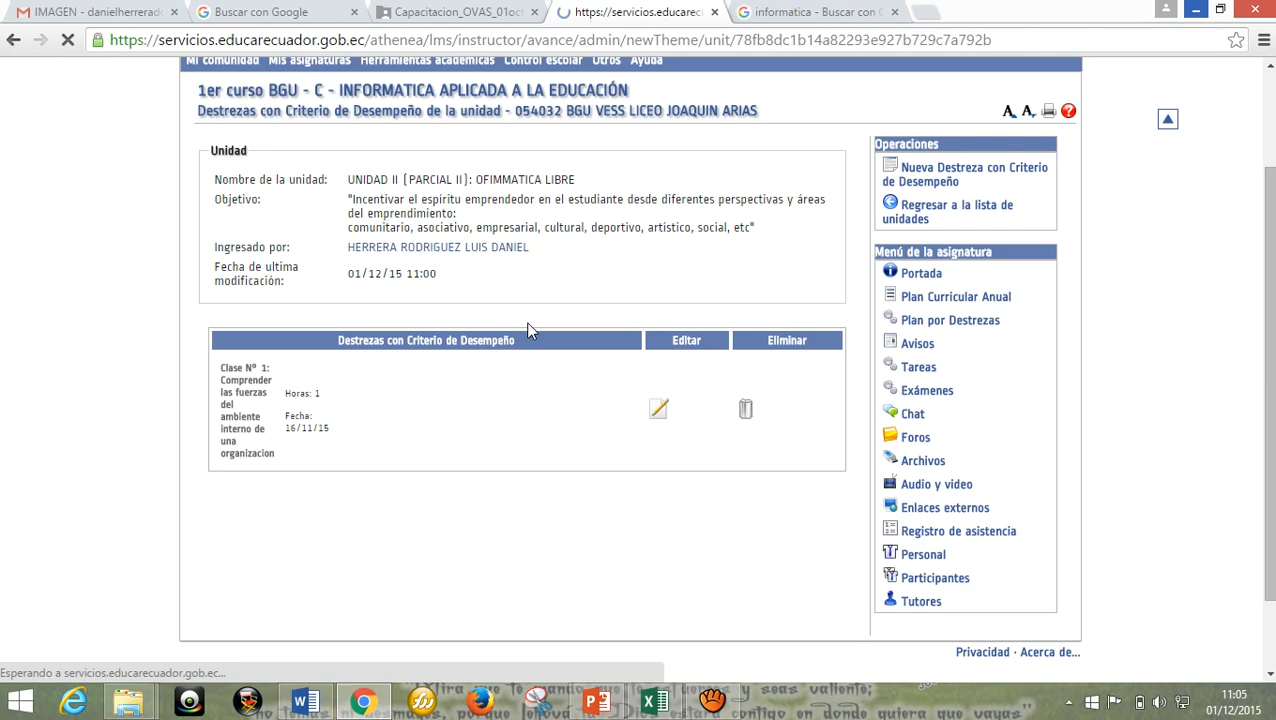 IMAGEN - danielherrerad
Buscar con Google
Capacitacion_OVAS_01oct
https://servicios.educarec
informatica - Buscar con G
https://servicios.educarecuador.gob.ec/athenea/lms/instructor/avance/admin/newTheme/unit/78fb8dc1b14a82293e927b729c7a792b
Mi comunidad Mis asignaturas Herramientas académicas Control escolar Otros Ayuda
1er curso BGU - C - INFORMATICA APLICADA A LA EDUCACIÓN
Destrezas con Criterio de Desempeño de la unidad - 054032 BGU VESS LICEO JOAQUIN ARIAS
Unidad
Nombre de la unidad: UNIDAD II (PARCIAL II): OFIMMATICA LIBRE
Objetivo: "Incentivar el espiritu emprendedor en el estudiante desde diferentes perspectivas y áreas
del emprendimiento:
comunitario, asociativo, empresarial, cultural, deportivo, artistico, social, etc"
Ingresado por: HERRERA RODRIGUEZ LUIS DANIEL
Fecha de ultima
modificación: 01/12/15 11:00
Destrezas con Criterio de Desempeño Editar Eliminar
Clase N° 1:
Comprender
las fuerzas
del
ambiente
interno de
una
organizacion
Horas: 1
Fecha:
16/11/15
Operaciones
Nueva Destreza con Criterio
de Desempeño
Regresar a la lista de
unidades
Menú de la asignatura
Portada
Plan Curricular Anual
Plan por Destrezas
Avisos
Tareas
Exámenes
Chat
Foros
Archivos
Audio y video
Enlaces externos
Registro de asistencia
Personal
Participantes
Tutores
Privacidad · Acerca de...
Esperando a servicios.educarecuador.gob.ec...
11:05
01/12/2015